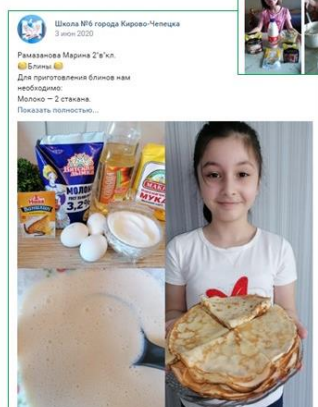 Школа №6 города Кирово-Чепецка
3 июн 2020
Рамазанова Марина 2"в"кл.
Блины
Для приготовления блинов нам
необходимо:
Молоко — 2 стакана.
Показать полностью...
МОЛОКО
3,2%
МАКФА
МУКА